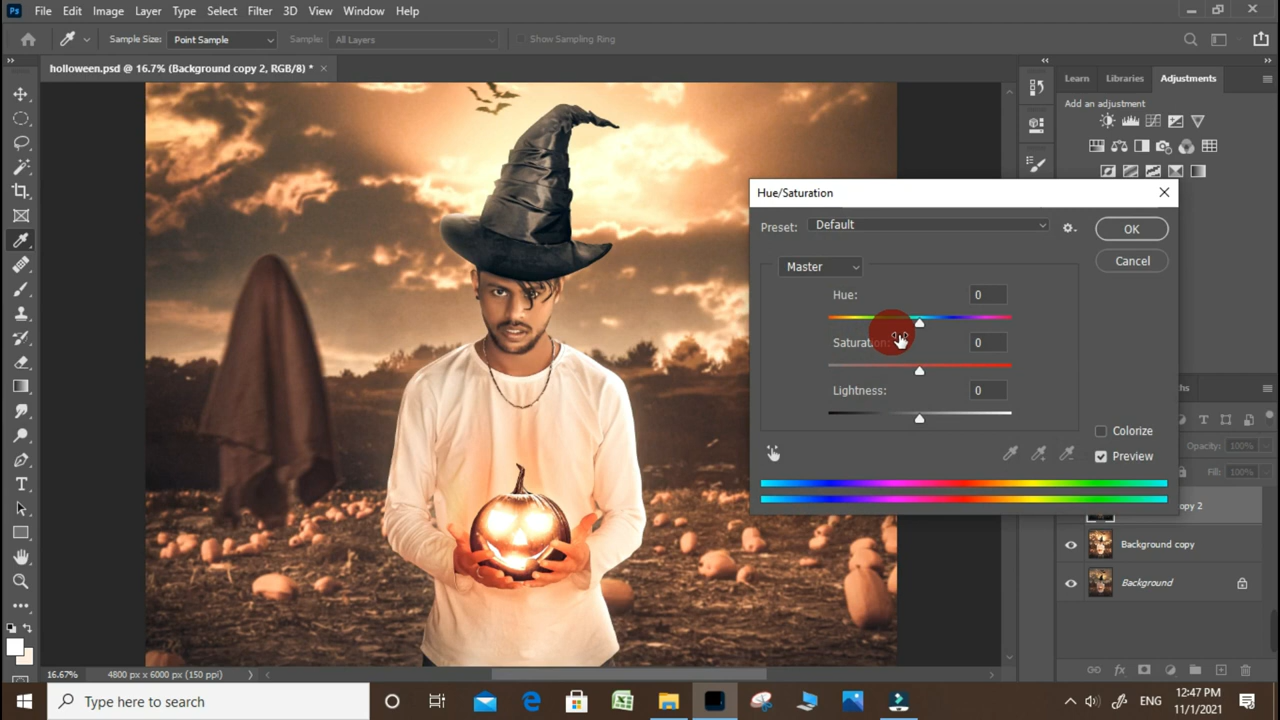 Ps File Edit Image Layer Type Select Filter 3D View Window Help
Sample Size: Point Sample Sample: All Layers Show Sampling Ring
holloween.psd @ 16.7% (Background copy 2, RGB/8) * ×
Learn Libraries Adjustments
Add an adjustment
Hue/Saturation
Preset: Default OK
Master Cancel
Hue: 0
Saturation: 0
Lightness: 0
Colorize
Preview
ths
Opacity: 100%
Fill: 100%
copy 2
Background copy
Background
16.67% 4800 px x 6000 px (150 ppi)
Type here to search
ENG
12:47 PM
11/1/2021